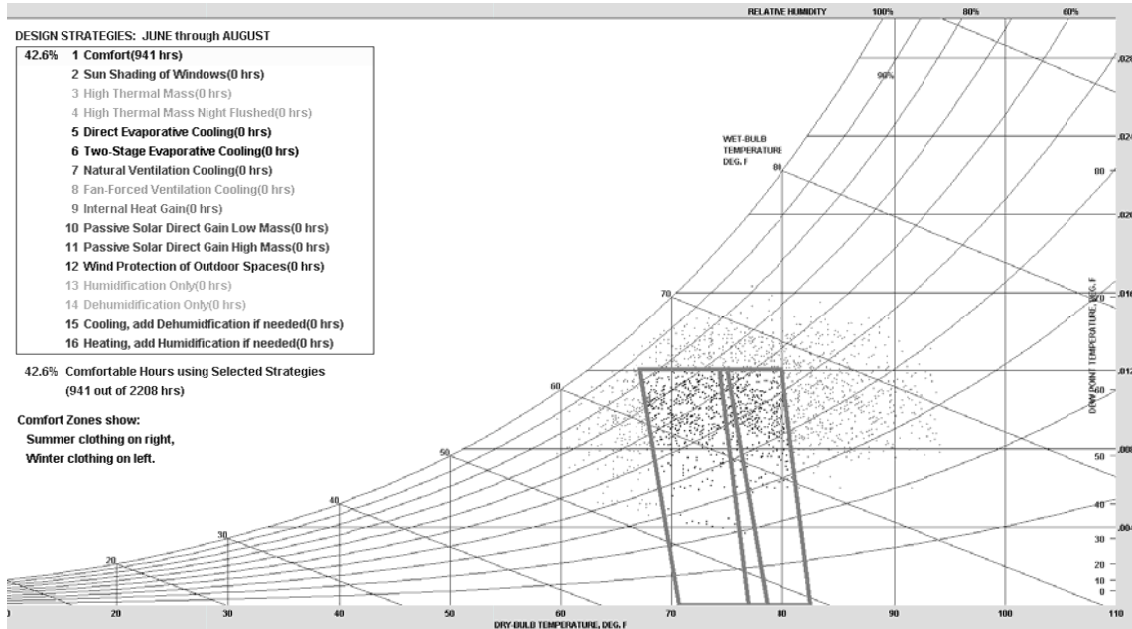 RELATIVE HUMIDITY 100% 80% 60%
DESIGN STRATEGIES: JUNE through AUGUST
42.6% 1 Comfort(941 hrs)
2 Sun Shading of Windows(0 hrs)
3 High Thermal Mass(0 hrs)
4 High Thermal Mass Night Flushed(0 hrs)
5 Direct Evaporative Cooling(0 hrs)
6 Two-Stage Evaporative Cooling(0 hrs)
7 Natural Ventilation Cooling(0 hrs)
8 Fan-Forced Ventilation Cooling(0 hrs)
9 Internal Heat Gain(0 hrs)
10 Passive Solar Direct Gain Low Mass(0 hrs)
11 Passive Solar Direct Gain High Mass(0 hrs)
12 Wind Protection of Outdoor Spaces(0 hrs)
13 Humidification Only(0 hrs)
14 Dehumidification Only(0 hrs)
15 Cooling, add Dehumidfication if needed(0 hrs)
16 Heating, add Humidification if needed(0 hrs)
42.6% Comfortable Hours using Selected Strategies
(941 out of 2208 hrs)
Comfort Zones show:
Summer clothing on right,
Winter clothing on left.
90%
WET-BULB
TEMPERATURE
DEG. F
80
70
60
50
40
30
20
.028
.024
80
.020
.016
70
.012
60
.008
50
40
.004
30
20
10
0
DEW POINT TEMPERATURE, DEG. F
20 30 40 50 60 70 80 90 100 110
DRY-BULB TEMPERATURE, DEG. F